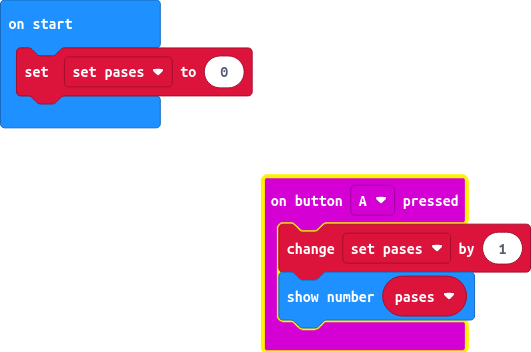 on start
set set pases to 0
on button A pressed
change set pases by 1
show number pases